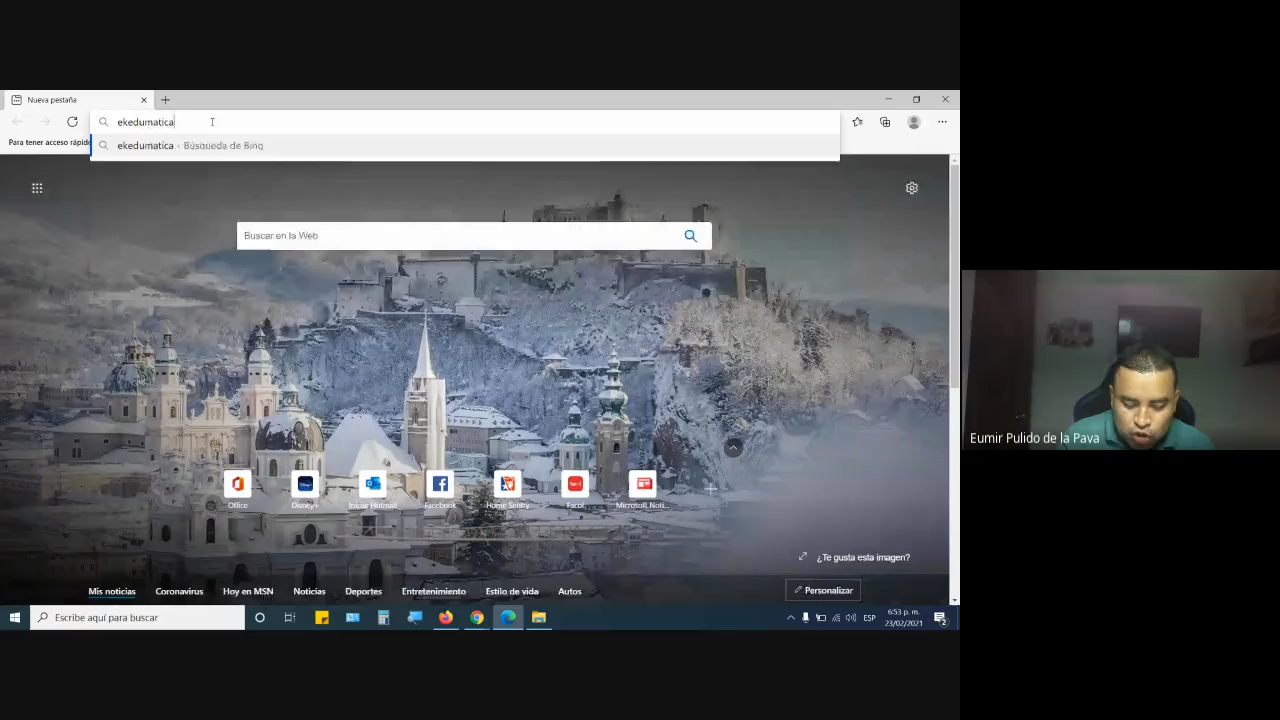 Nueva pestaña
ekedumatica
Para tener acceso rápido
ekedumatica - Búsqueda de Bing
Buscar en la Web
Eumir Pulido de la Pava
Office
Disney+
Iniciar Hotmail
Facebook
Home Sentry
Microsoft Noti...
¿Te gusta esta imagen?
Mis noticias Coronavirus Hoy en MSN Noticias Deportes Entretenimiento Estilo de vida Autos
Personalizar
Escribe aquí para buscar
ESP
6:53 p. m.
23/02/2021
2